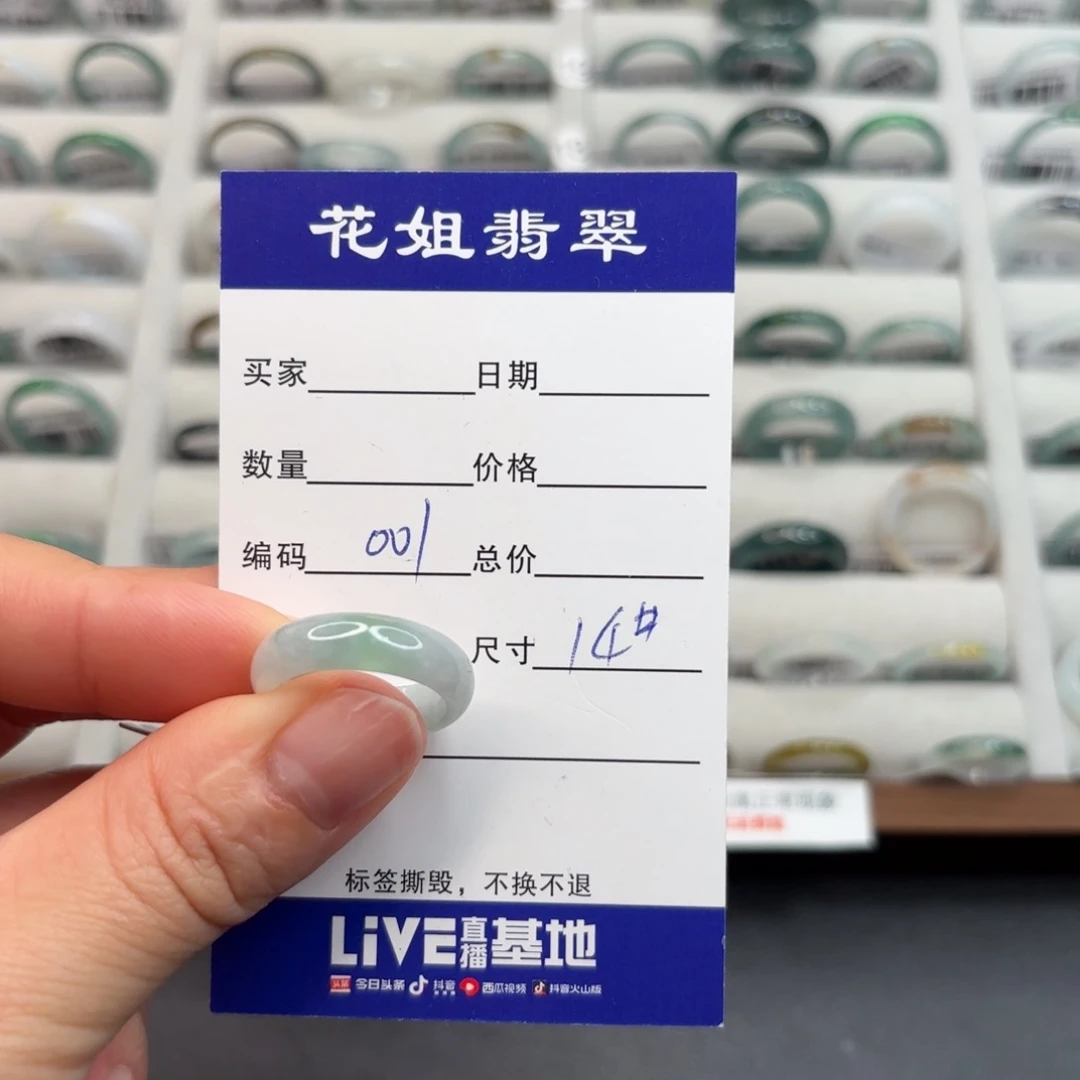 花姐翡翠
买家 日期
数量 价格
编码 001 总价
尺寸 14#
标签撕毁，不换不退
LiVE直播基地
头条 今日头条 抖音 西瓜视频 抖音火山版